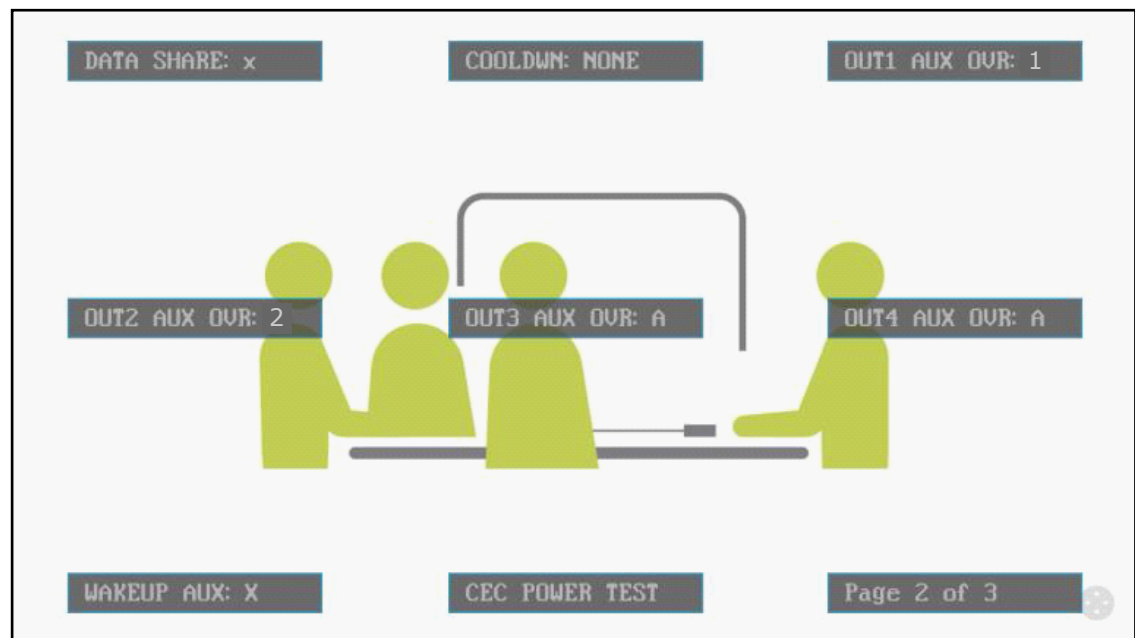 DATA SHARE: x
COOLDWN: NONE
OUT1 AUX OVR: 1
OUT2 AUX OVR: 2
OUT3 AUX OVR: A
OUT4 AUX OVR: A
WAKEUP AUX: X
CEC POWER TEST
Page 2 of 3